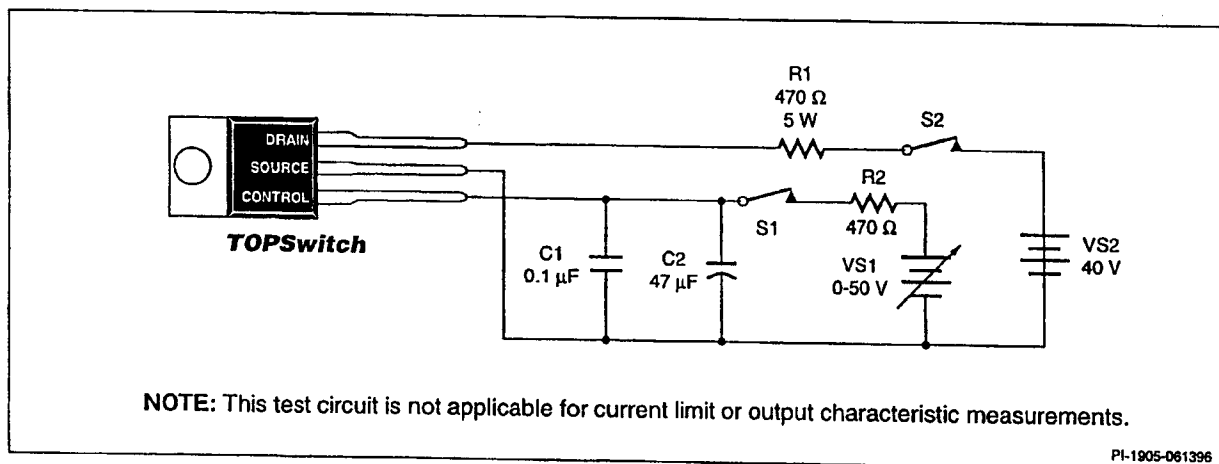 R1
470 Ω
5 W
S2
DRAIN
SOURCE
CONTROL
TOPSwitch
R2
470 Ω
S1
C1
0.1 µF
C2
47 µF
VS1
0-50 V
VS2
40 V
NOTE: This test circuit is not applicable for current limit or output characteristic measurements.
PI-1905-061396